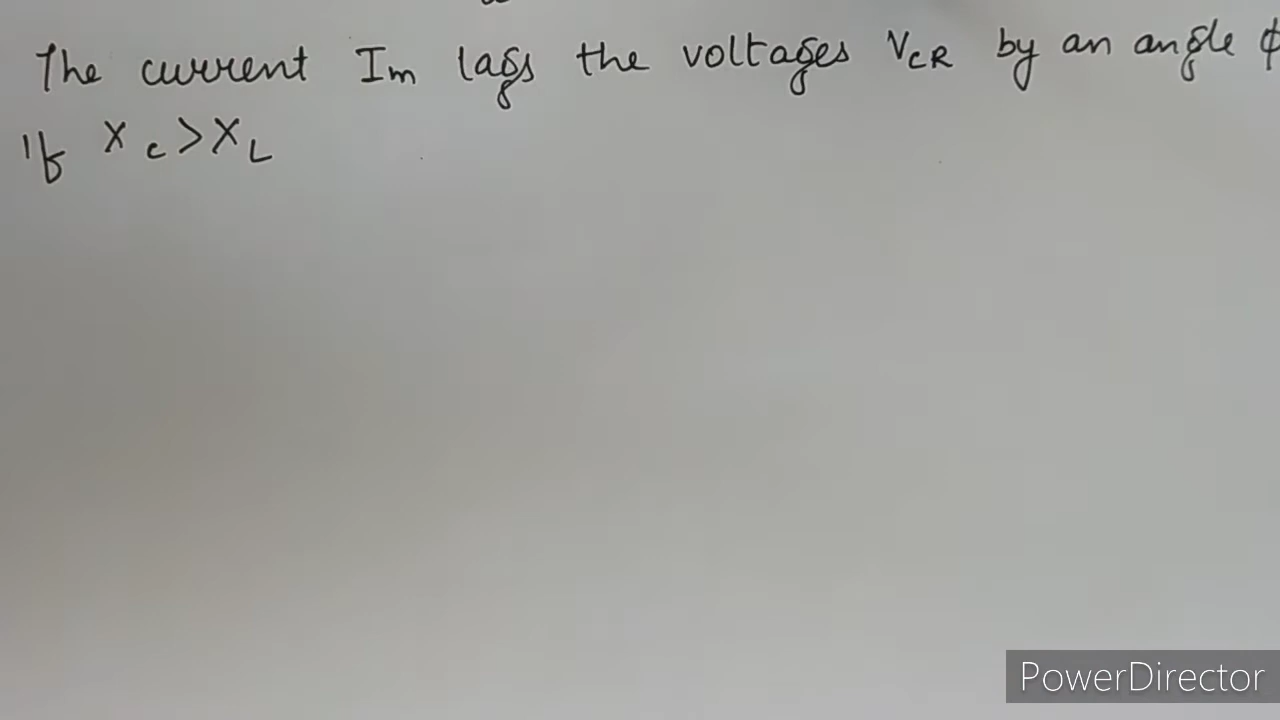 The current Im lags the voltages VCR by an angle ϕ
If XC > XL
PowerDirector